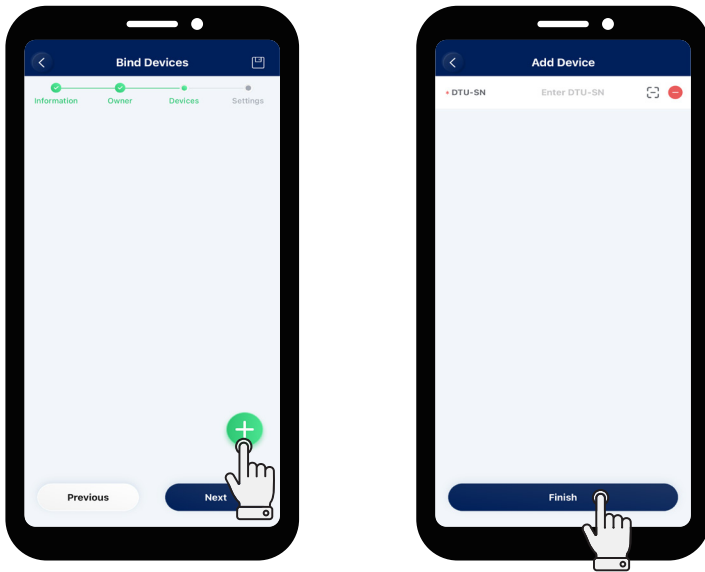 Bind Devices
Information Owner Devices Settings
Previous Next
Add Device
* DTU-SN Enter DTU-SN
Finish